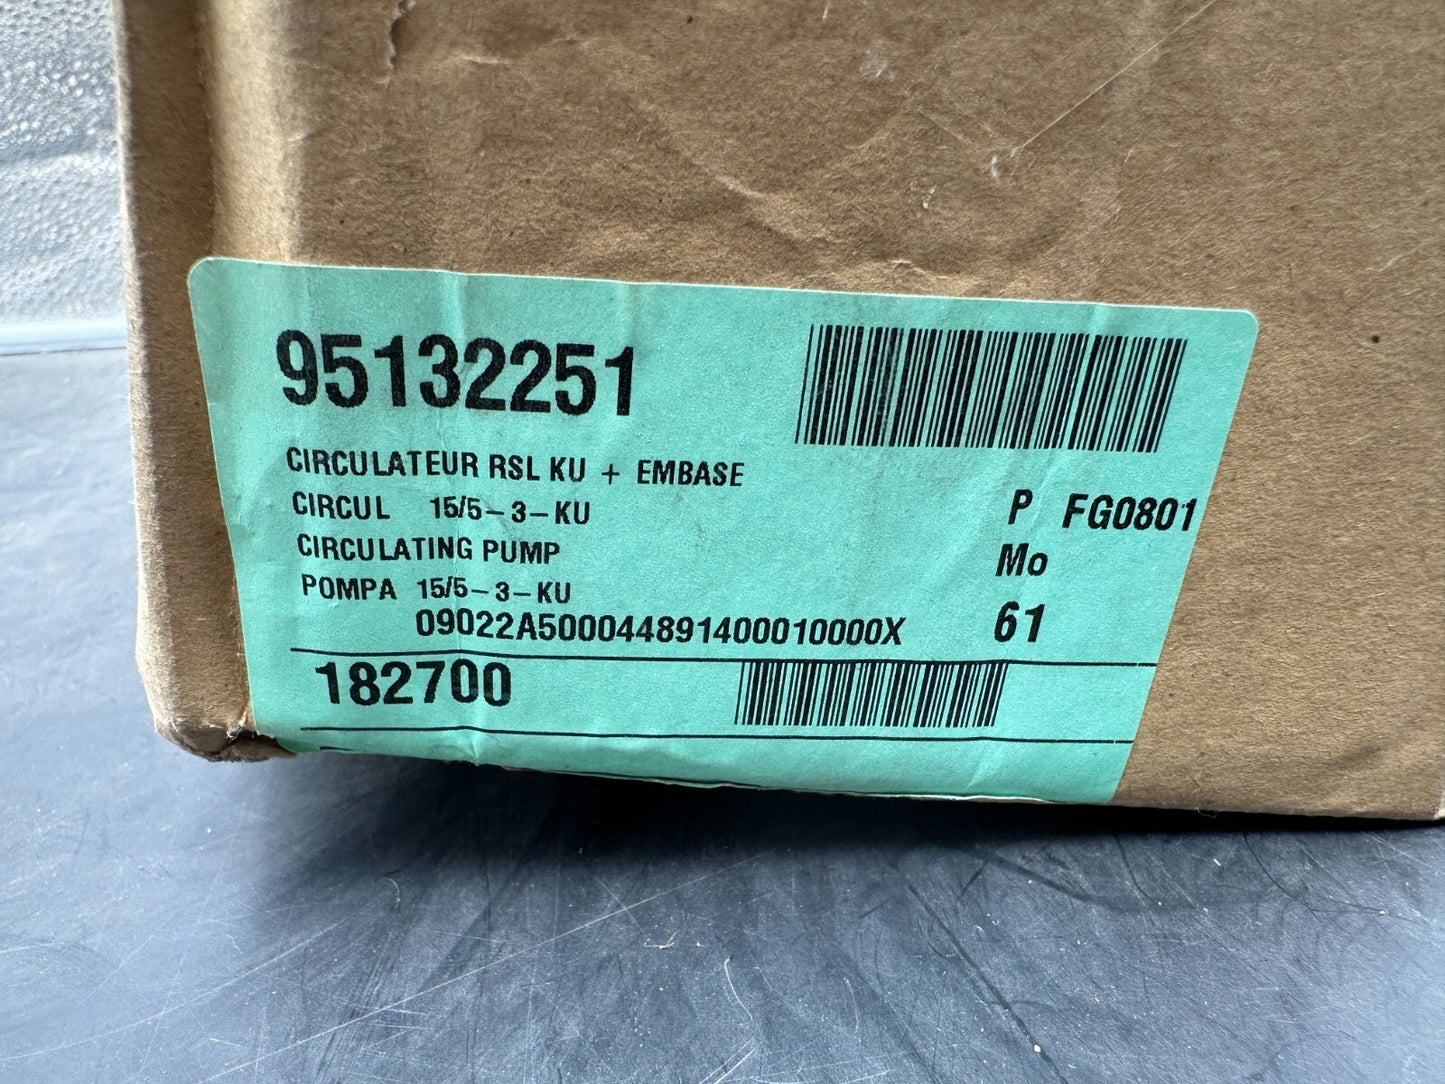 95132251
CIRCULATEUR RSL KU + EMBASE
CIRCUL 15/5-3-KU
P FG0801
CIRCULATING PUMP
Mo
POMPA 15/5-3-KU
09022A500044891400010000X
61
182700